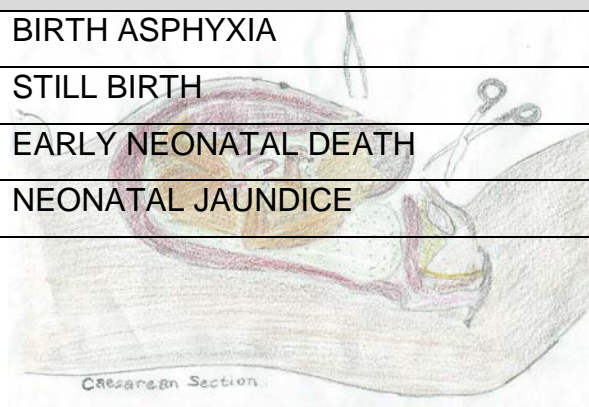 BIRTH ASPHYXIA
STILL BIRTH
EARLY NEONATAL DEATH
NEONATAL JAUNDICE
Caesarean Section